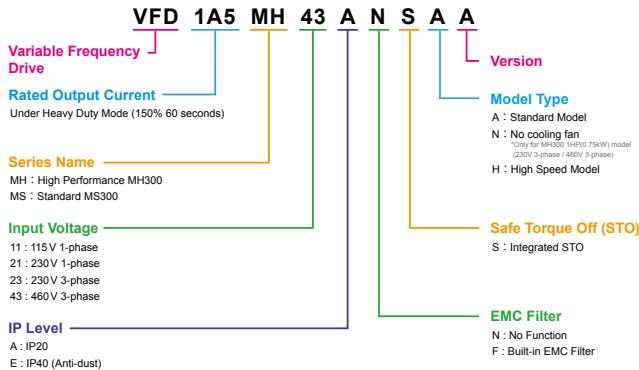 VFD 1A5 MH 43 A N S A A
Variable Frequency
Drive
Rated Output Current
Under Heavy Duty Mode (150% 60 seconds)
Series Name
MH：High Performance MH300
MS：Standard MS300
Input Voltage
11 : 115V 1-phase
21 : 230V 1-phase
23 : 230V 3-phase
43 : 460V 3-phase
IP Level
A : IP20
E : IP40 (Anti-dust)
Version
Model Type
A：Standard Model
N：No cooling fan
*Only for MH300 1HP(0.75kW) model
(230V 3-phase / 460V 3-phase)
H：High Speed Model
Safe Torque Off (STO)
S：Integrated STO
EMC Filter
N : No Function
F : Built-in EMC Filter